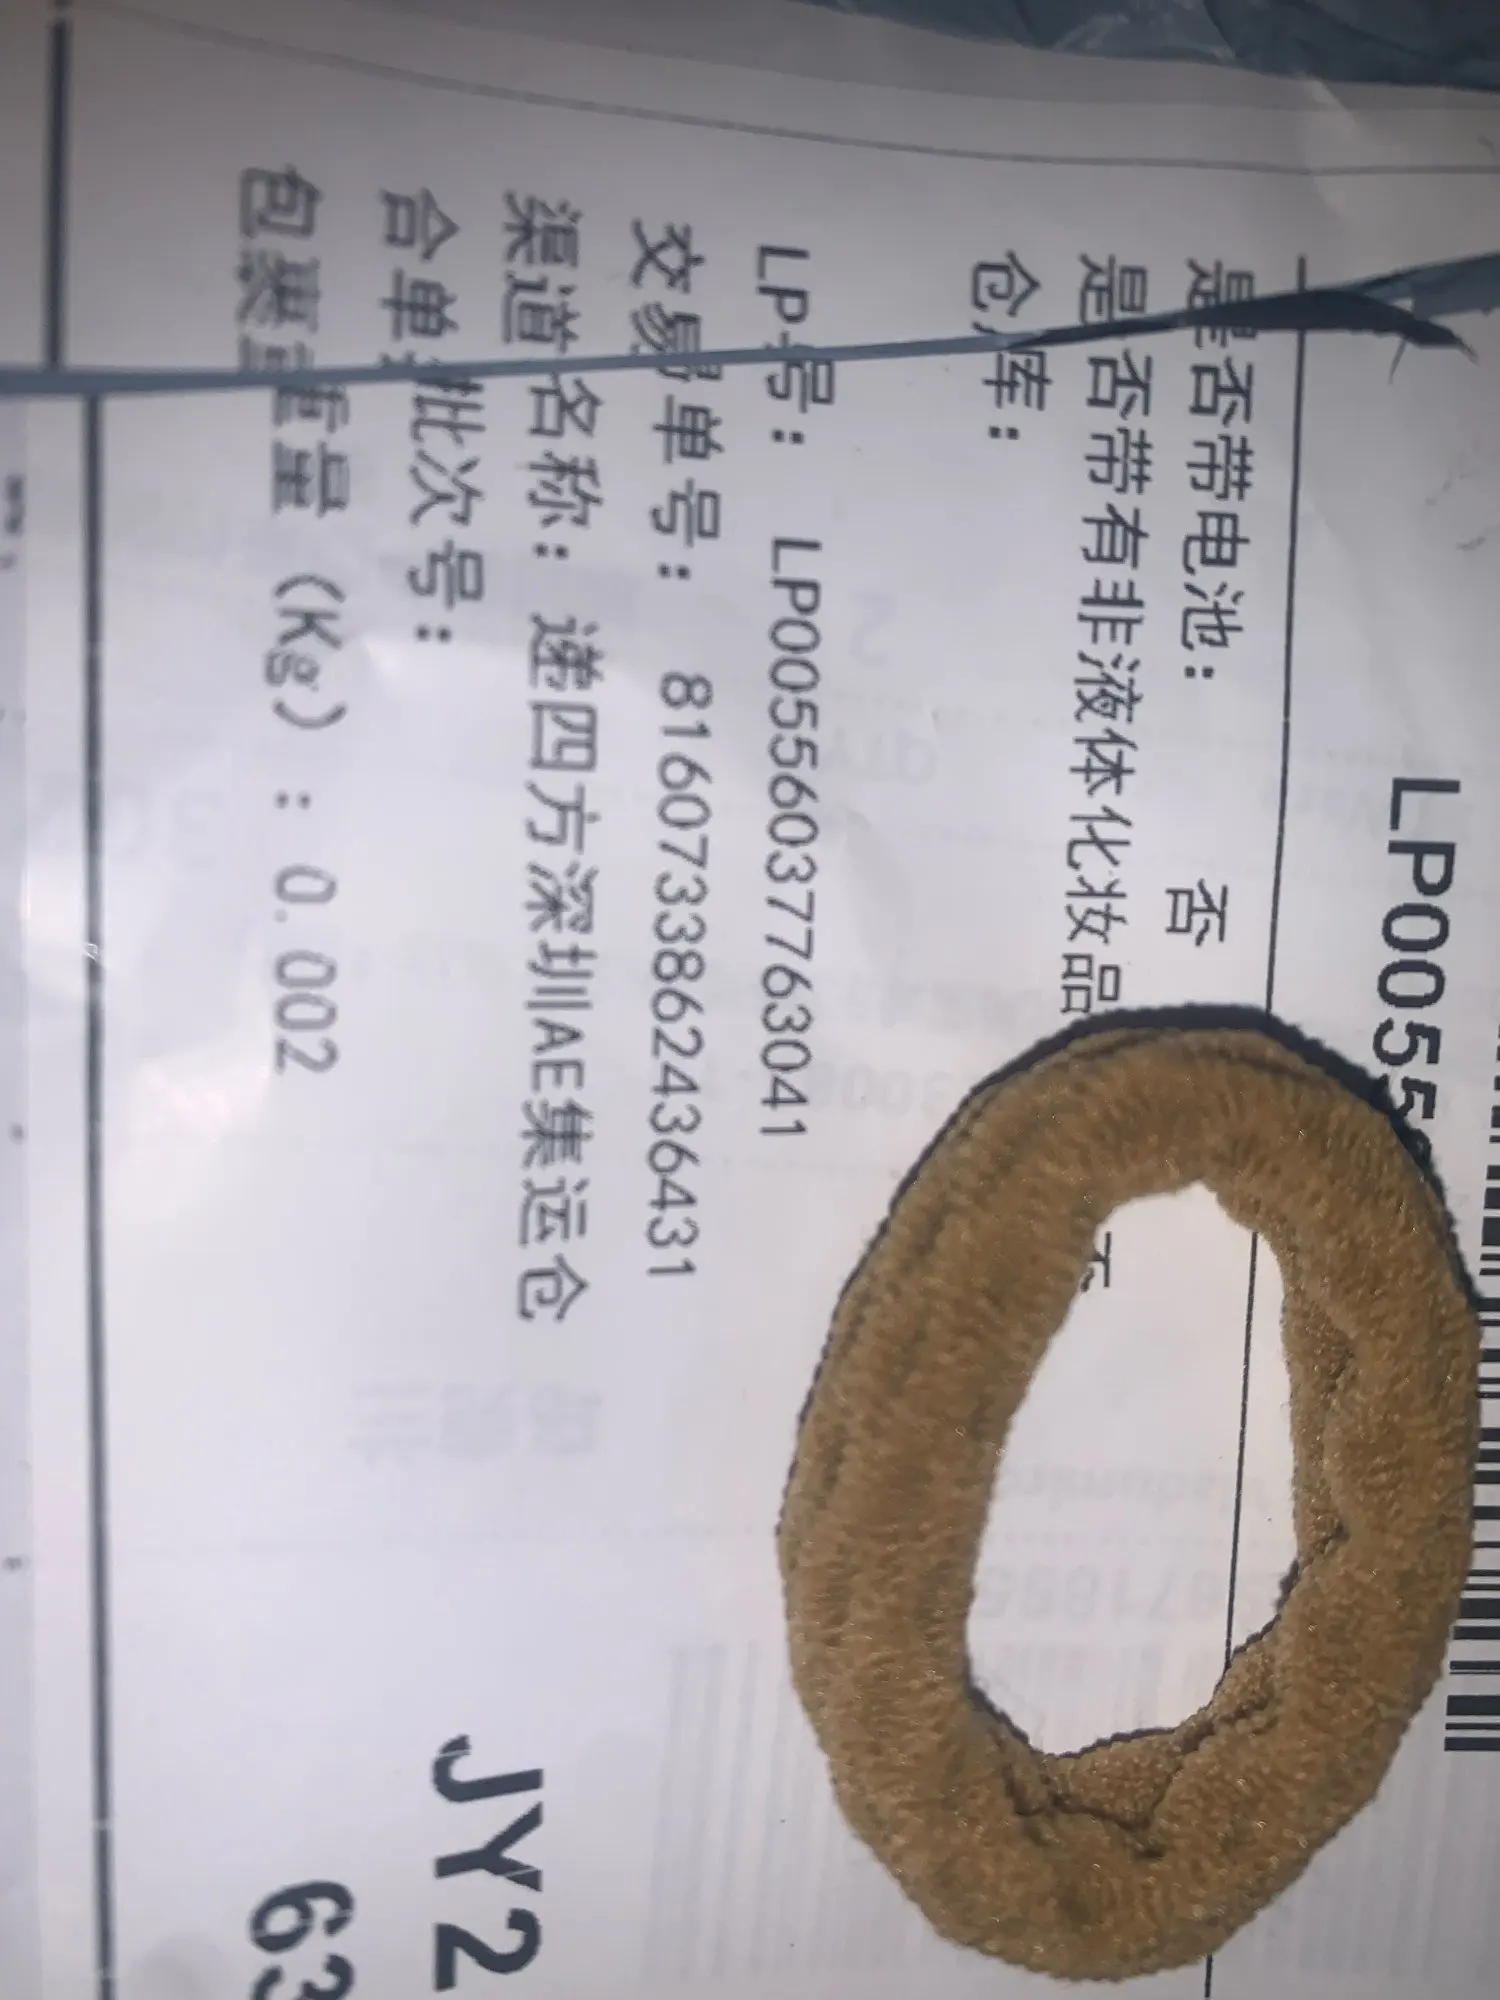 LP0055
是否带电池： 否
是否带有非液体化妆品
仓库：
LP号： LP00556037763041
交易单号： 8160733862436431
渠道名称： 递四方深圳AE集运仓
合单批次号：
包裹重量（Kg）：0.002
JY2
63